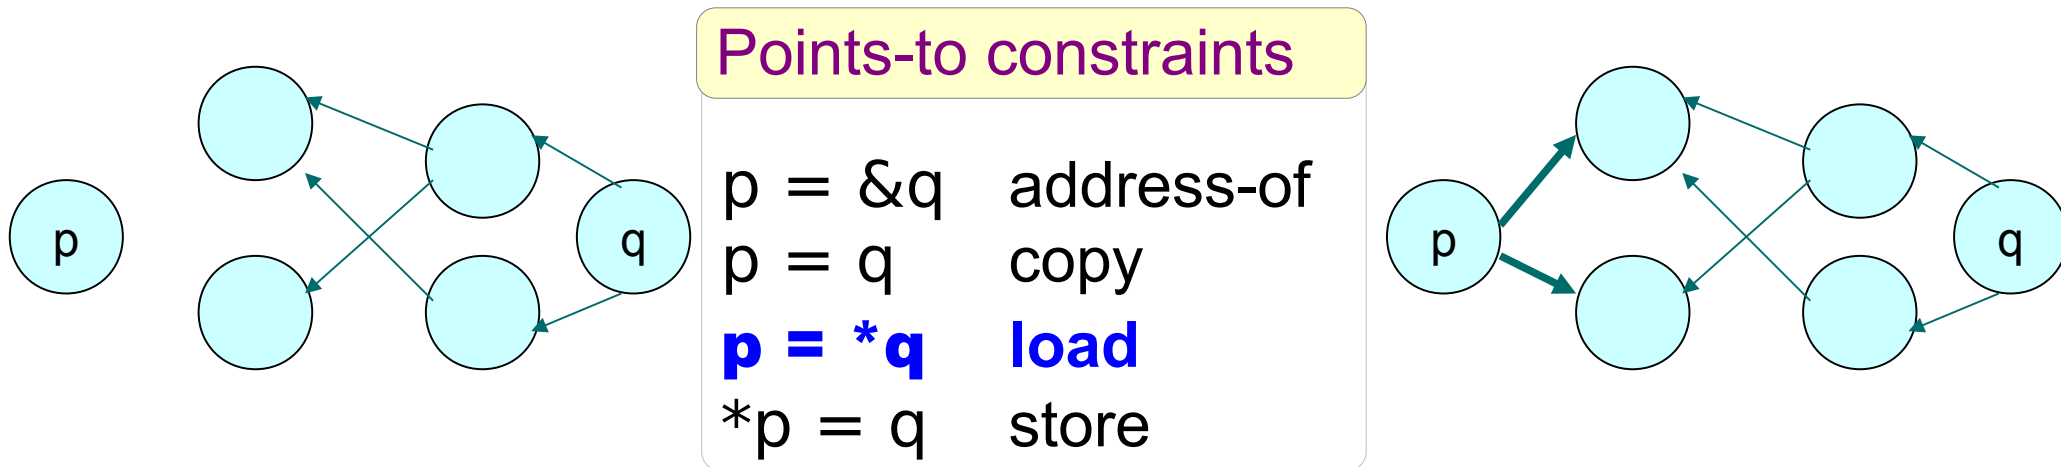 Points-to constraints
p
q
p = &q address-of
p = q copy
p = *q load
*p = q store
p
q